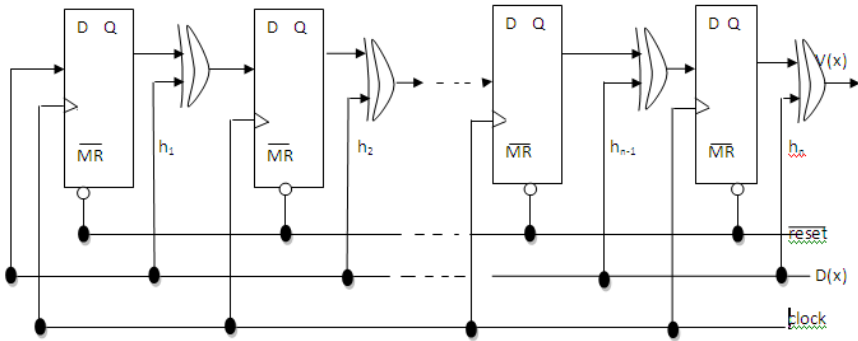 D Q
D Q
D Q
D Q
V(x)
MR
h1
MR
h2
MR
hn-1
MR
hn
reset
D(x)
clock